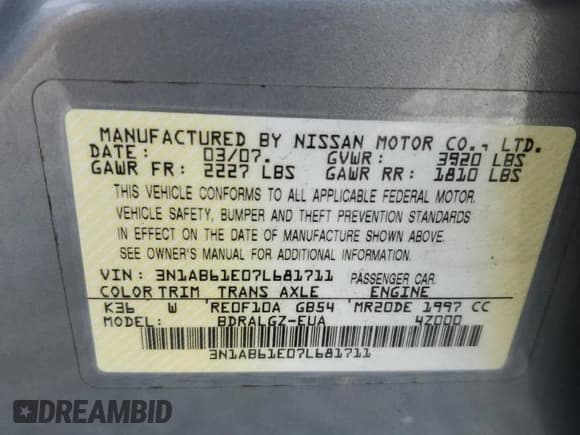 MANUFACTURED BY NISSAN MOTOR CO., LTD.
DATE: 03/07. GVWR: 3920 LBS
GAWR FR: 2227 LBS GAWR RR: 1810 LBS
THIS VEHICLE CONFORMS TO ALL APPLICABLE FEDERAL MOTOR
VEHICLE SAFETY, BUMPER AND THEFT PREVENTION STANDARDS
IN EFFECT ON THE DATE OF MANUFACTURE SHOWN ABOVE.
SEE OWNER'S MANUAL FOR ADDITIONAL INFORMATION.
VIN: 3N1AB61E07L681711 PASSENGER CAR.
COLOR TRIM TRANS AXLE ENGINE
K36 W RE0F10A GB54 MR20DE 1997 CC
MODEL: BDRALGZ-EUA 4Z000
3N1AB61E07L681711
DREAMBID